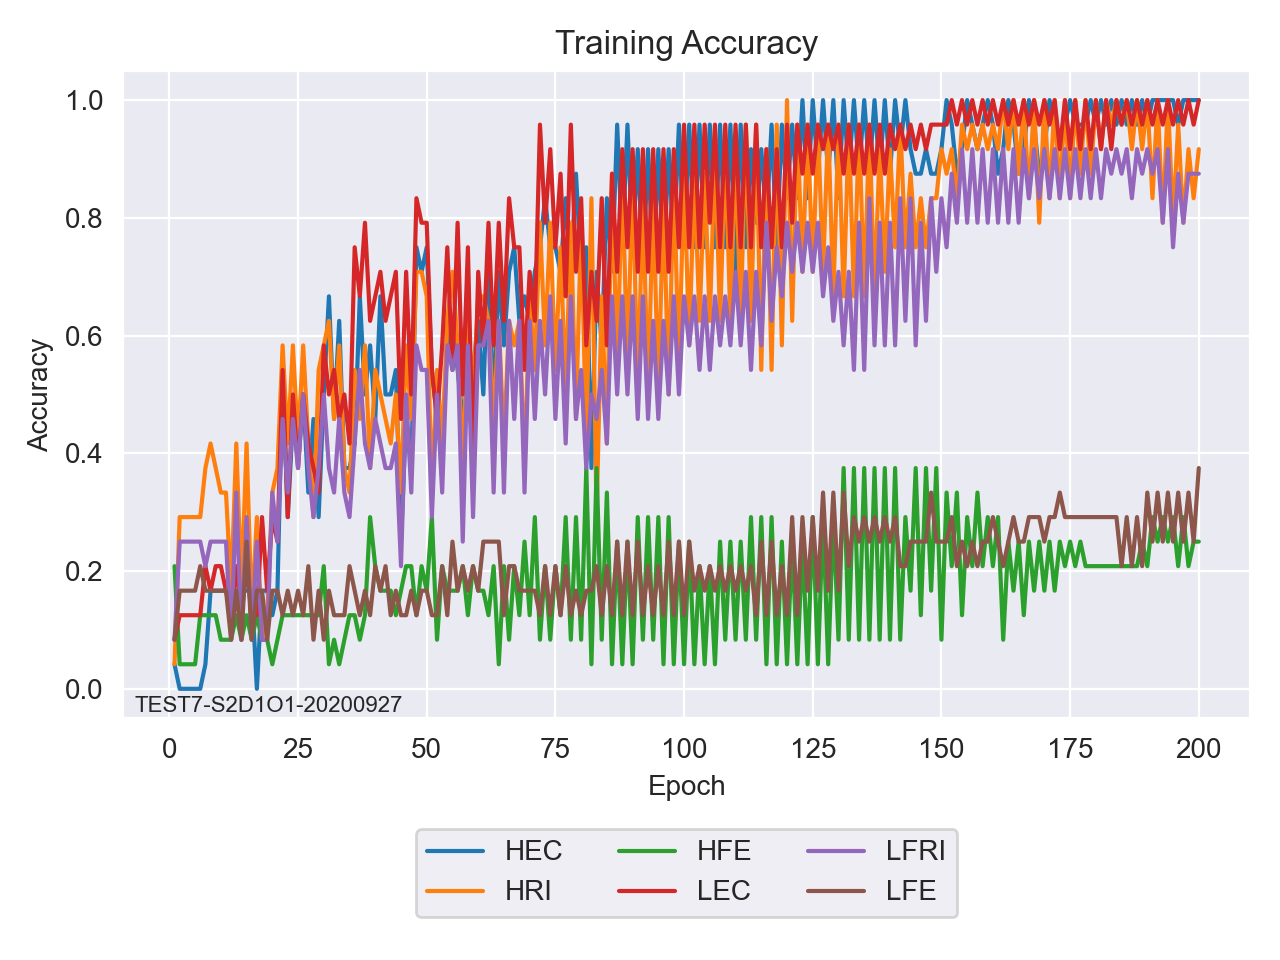 Training Accuracy
1.0
0.8
0.6
0.4
0.2
0.0
Accuracy
TEST7-S2D1O1-20200927
0 25 50 75 100 125 150 175 200
Epoch
HEC HFE LFRI
HRI LEC LFE